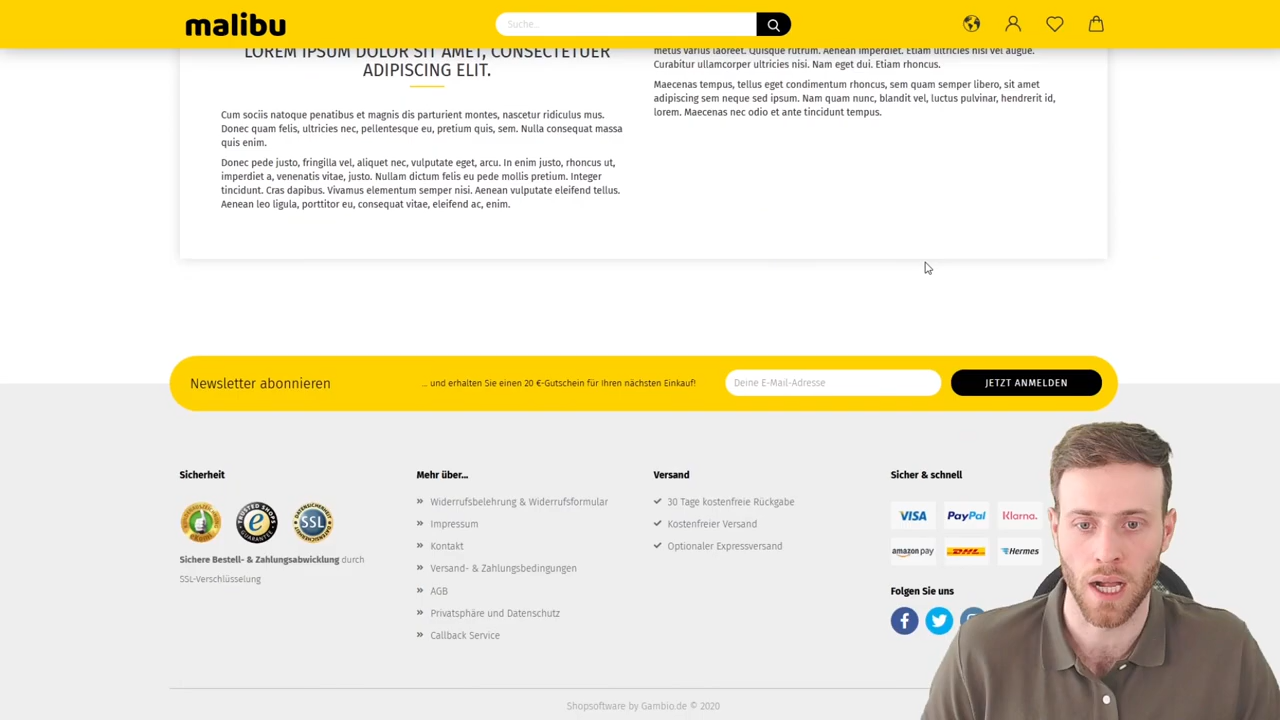 malibu
Suche...
LOREM IPSUM DOLOR SIT AMET, CONSECTETUER
ADIPISCING ELIT.
Cum sociis natoque penatibus et magnis dis parturient montes, nascetur ridiculus mus.
Donec quam felis, ultricies nec, pellentesque eu, pretium quis, sem. Nulla consequat massa
quis enim.
Donec pede justo, fringilla vel, aliquet nec, vulputate eget, arcu. In enim justo, rhoncus ut,
imperdiet a, venenatis vitae, justo. Nullam dictum felis eu pede mollis pretium. Integer
tincidunt. Cras dapibus. Vivamus elementum semper nisi. Aenean vulputate eleifend tellus.
Aenean leo ligula, porttitor eu, consequat vitae, eleifend ac, enim.
metus varius laoreet. Quisque rutrum. Aenean imperdiet. Etiam ultricies nisi vel augue.
Curabitur ullamcorper ultricies nisi. Nam eget dui. Etiam rhoncus.
Maecenas tempus, tellus eget condimentum rhoncus, sem quam semper libero, sit amet
adipiscing sem neque sed ipsum. Nam quam nunc, blandit vel, luctus pulvinar, hendrerit id,
lorem. Maecenas nec odio et ante tincidunt tempus.
Newsletter abonnieren
... und erhalten Sie einen 20 €-Gutschein für Ihren nächsten Einkauf!
Deine E-Mail-Adresse
JETZT ANMELDEN
Sicherheit
TRUSTED SHOPS
GUARANTEE
SSL
Sichere Bestell- & Zahlungsabwicklung durch
SSL-Verschlüsselung
Mehr über...
Widerrufsbelehrung & Widerrufsformular
Impressum
Kontakt
Versand- & Zahlungsbedingungen
AGB
Privatsphäre und Datenschutz
Callback Service
Versand
30 Tage kostenfreie Rückgabe
Kostenfreier Versand
Optionaler Expressversand
Sicher & schnell
VISA
PayPal
Klarna.
amazon pay
DHL
Hermes
Folgen Sie uns
Shopsoftware by Gambio.de © 2020